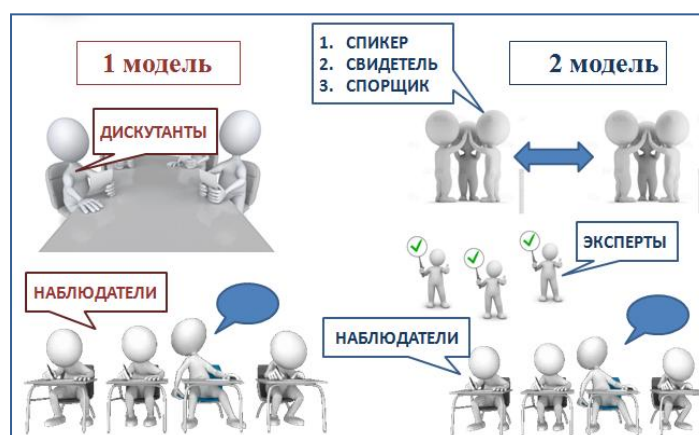 1 модель
1. СПИКЕР
2. СВИДЕТЕЛЬ
3. СПОРЩИК
2 модель
ДИСКУТАНТЫ
ЭКСПЕРТЫ
НАБЛЮДАТЕЛИ
НАБЛЮДАТЕЛИ